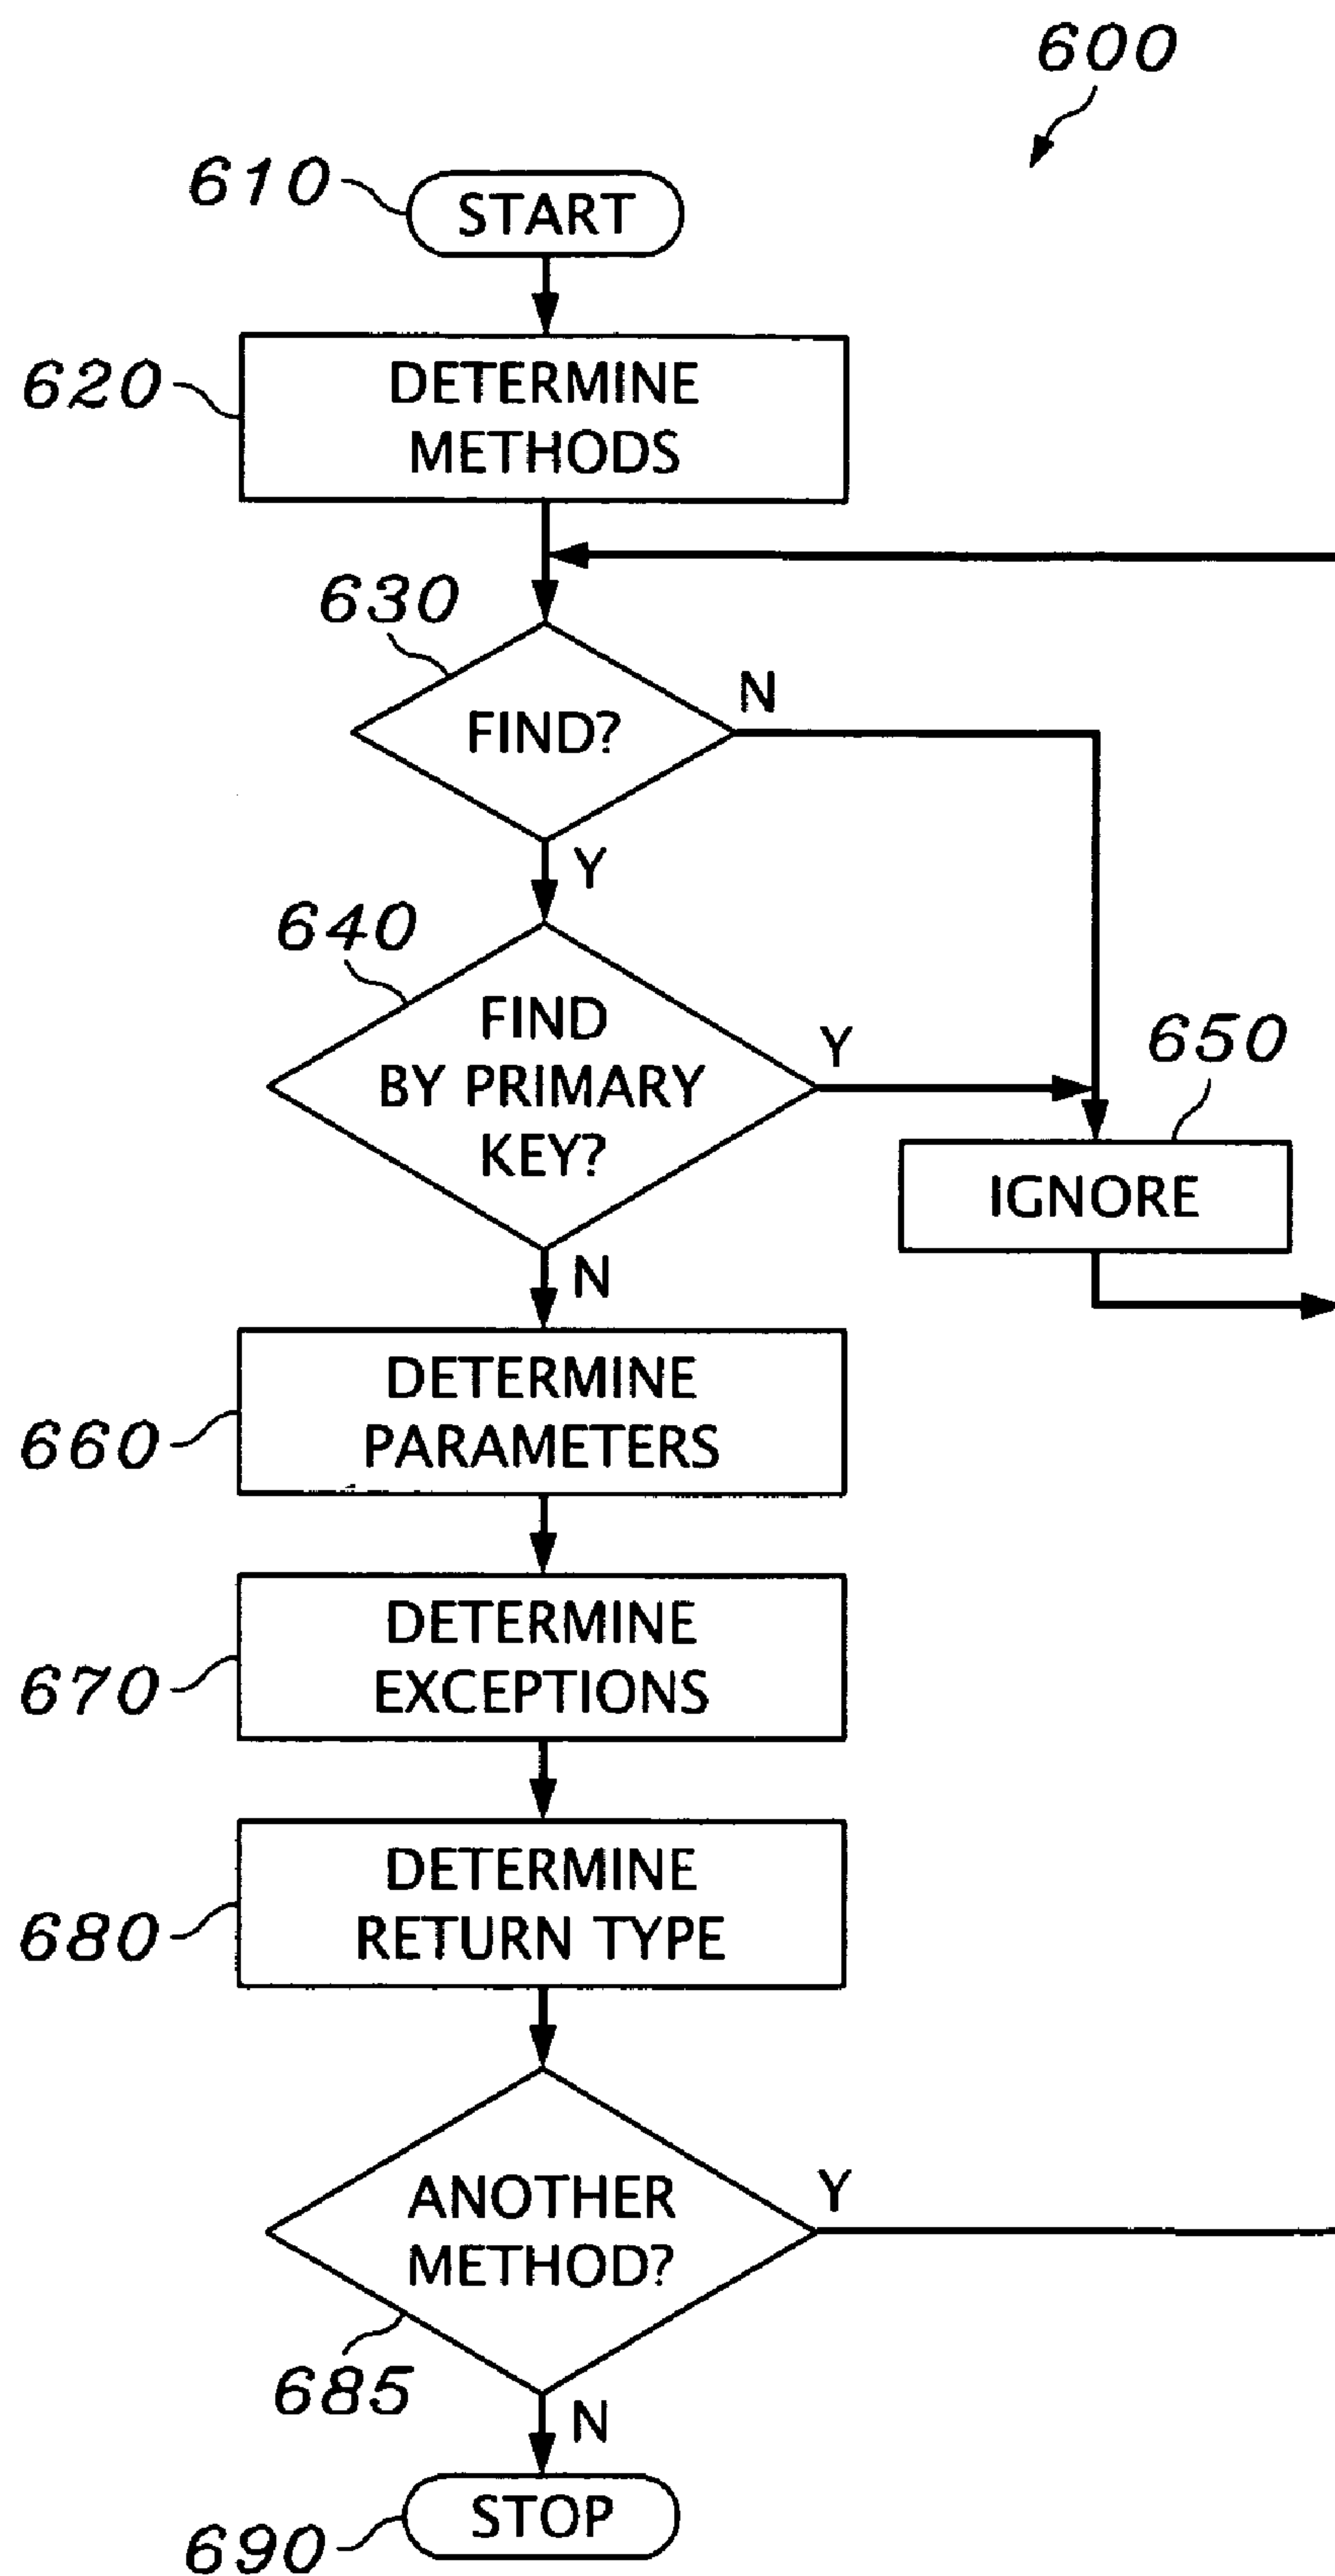 600
610
START
620
DETERMINE
METHODS
630
FIND?
N
Y
640
FIND
BY PRIMARY
KEY?
Y
650
IGNORE
N
660
DETERMINE
PARAMETERS
670
DETERMINE
EXCEPTIONS
680
DETERMINE
RETURN TYPE
ANOTHER
METHOD?
Y
685
N
690
STOP